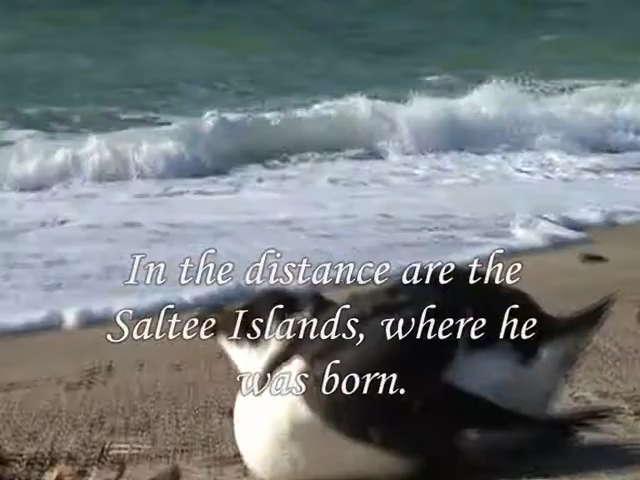 In the distance are the
Saltee Islands, where he
was born.